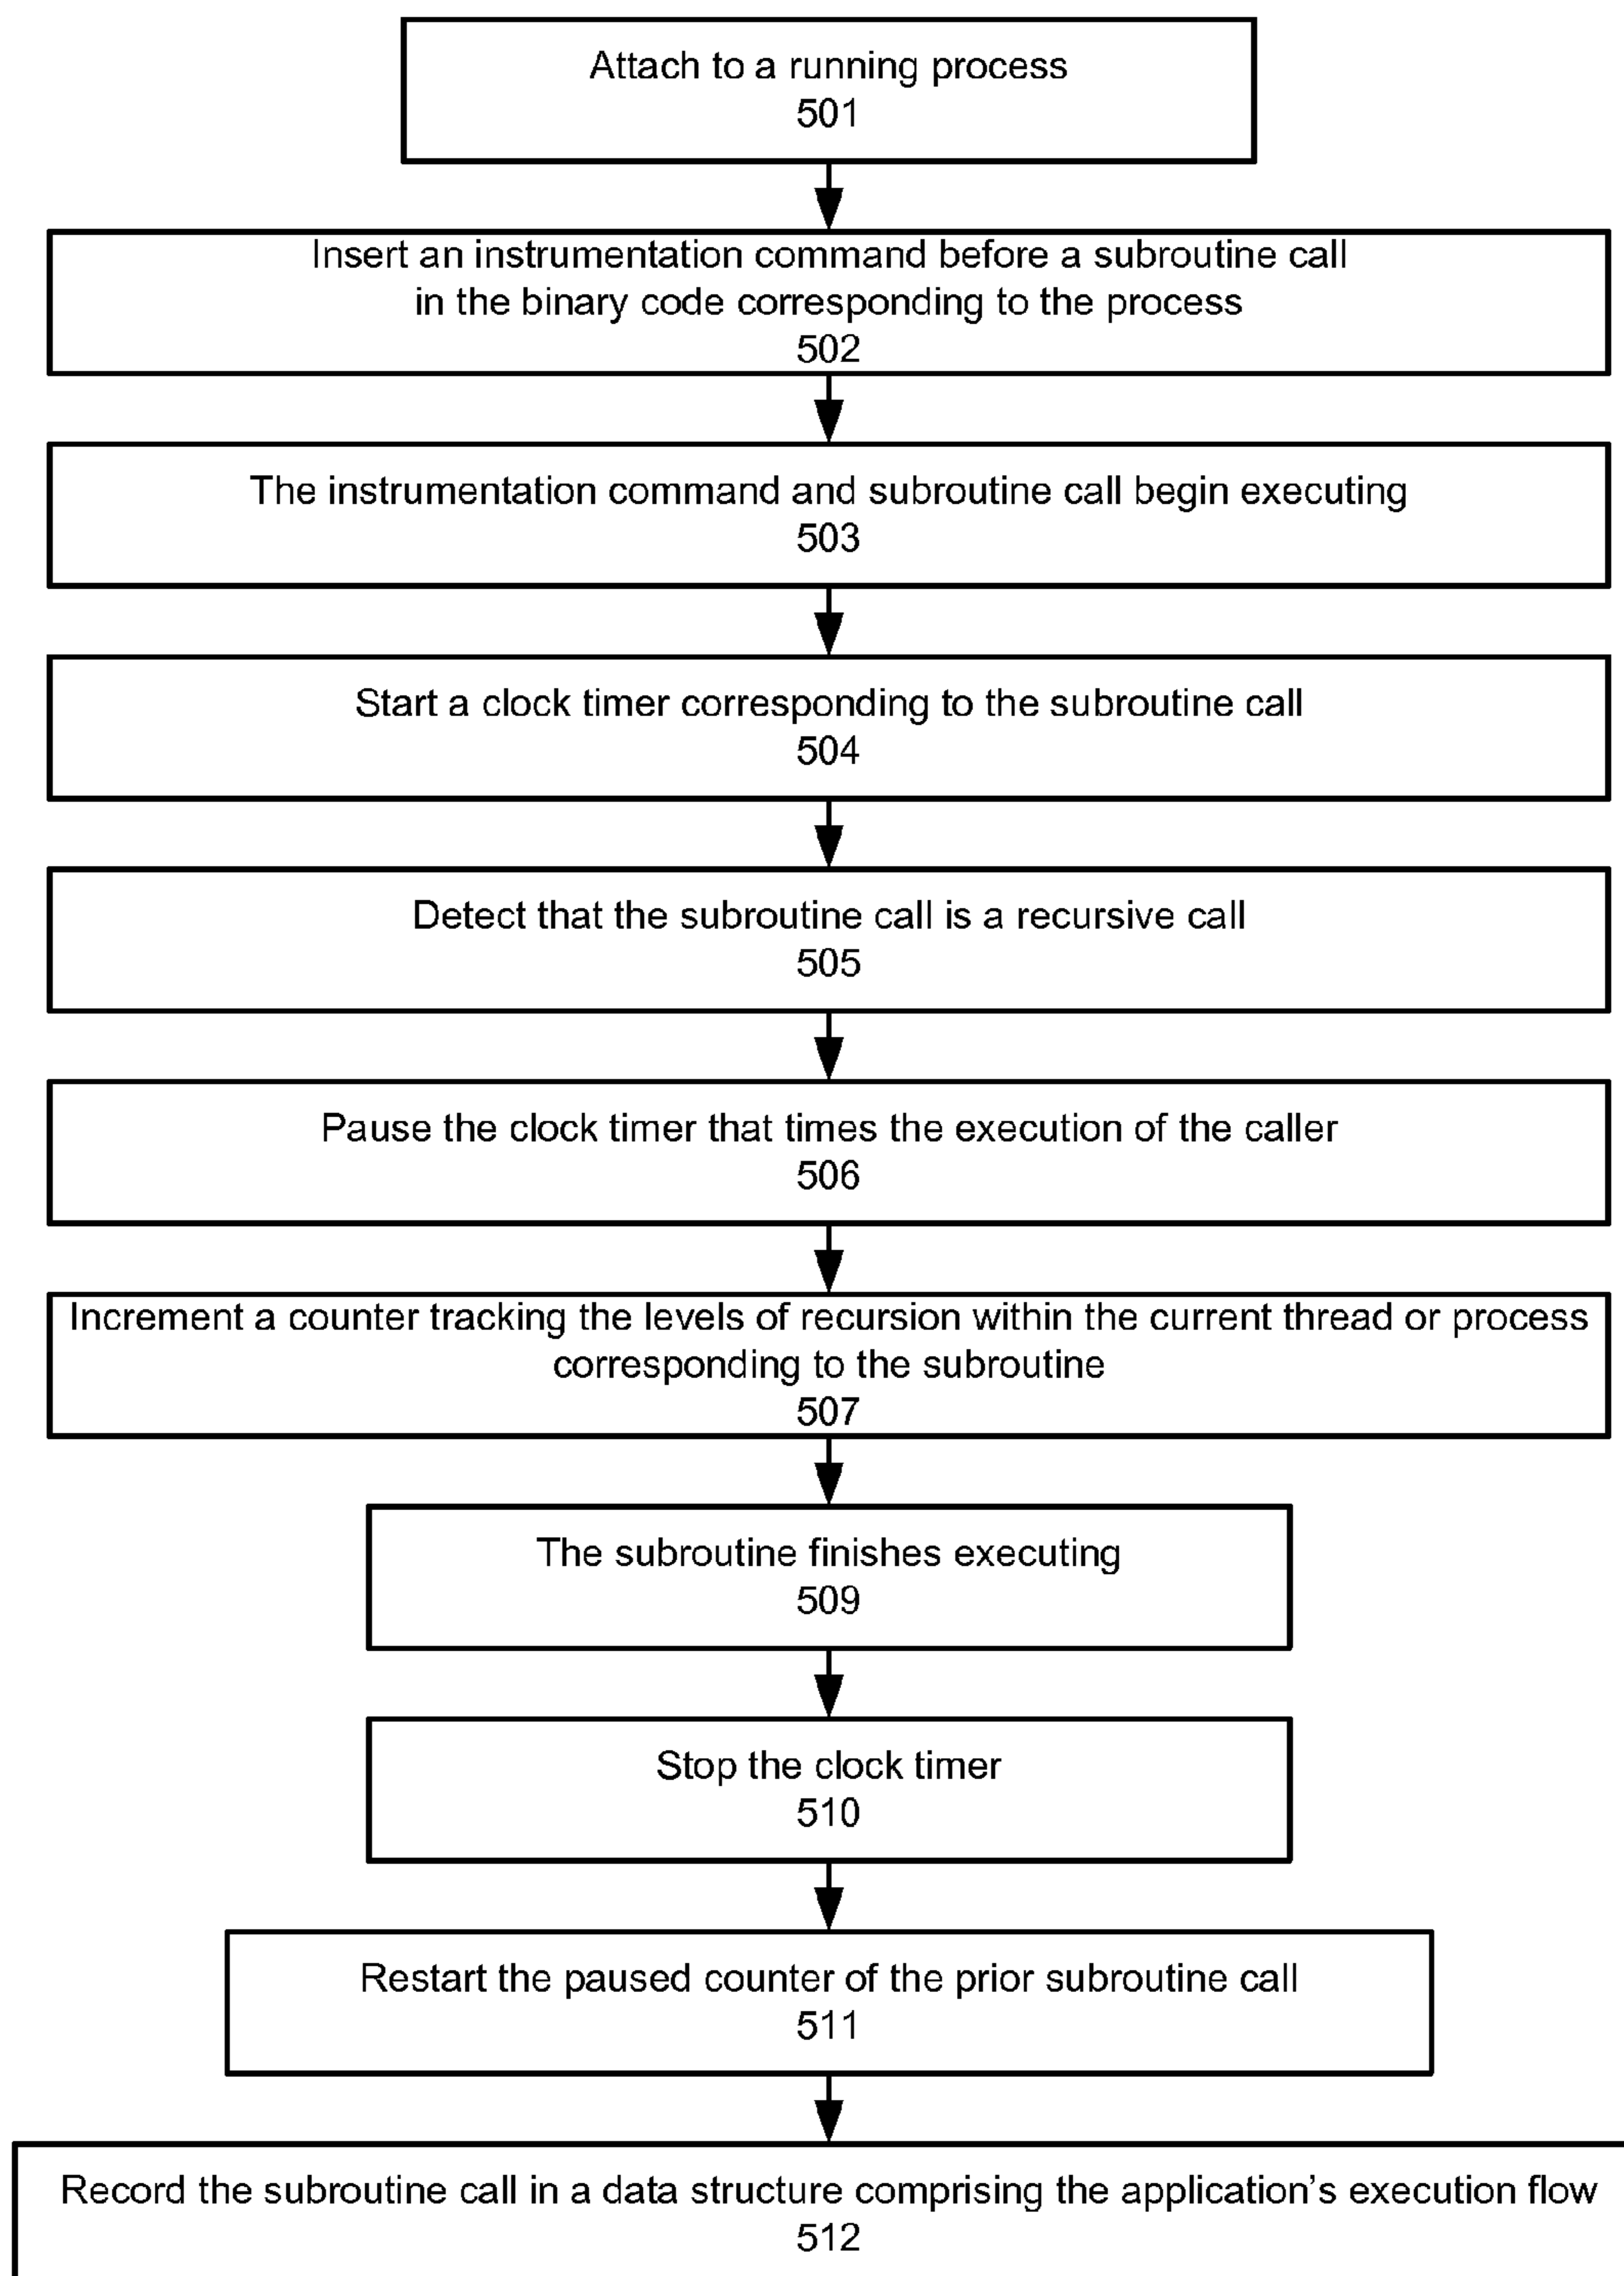 Attach to a running process
501
Insert an instrumentation command before a subroutine call
in the binary code corresponding to the process
502
The instrumentation command and subroutine call begin executing
503
Start a clock timer corresponding to the subroutine call
504
Detect that the subroutine call is a recursive call
505
Pause the clock timer that times the execution of the caller
506
Increment a counter tracking the levels of recursion within the current thread or process
corresponding to the subroutine
507
The subroutine finishes executing
509
Stop the clock timer
510
Restart the paused counter of the prior subroutine call
511
Record the subroutine call in a data structure comprising the application’s execution flow
512